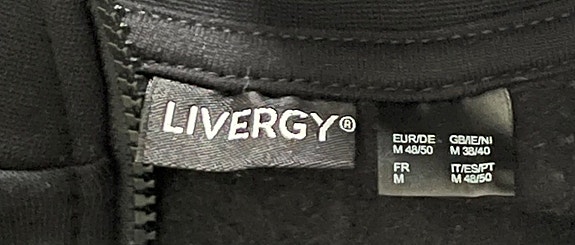 LIVERGY®
EUR/DE GB/IE/NI
M 48/50 M 38/40
FR IT/ES/PT
M M 48/50